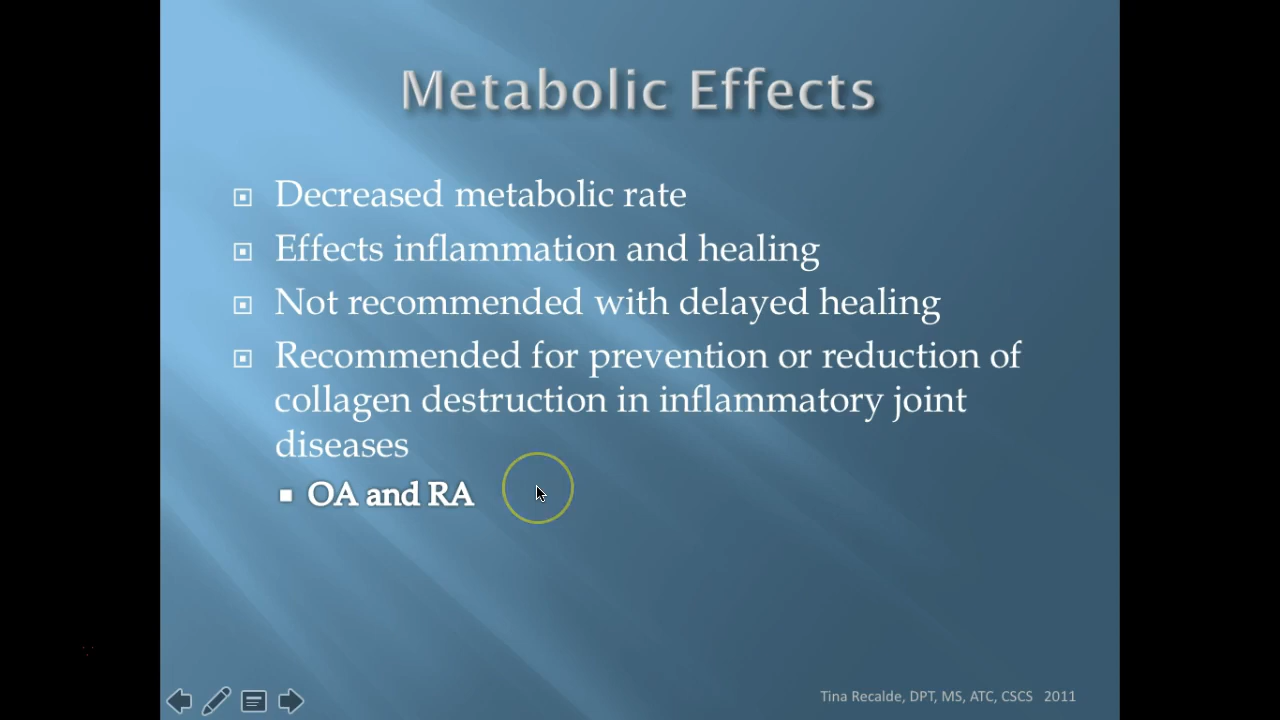 Metabolic Effects
Decreased metabolic rate
Effects inflammation and healing
Not recommended with delayed healing
Recommended for prevention or reduction of
collagen destruction in inflammatory joint
diseases
OA and RA
Tina Recalde, DPT, MS, ATC, CSCS 2011